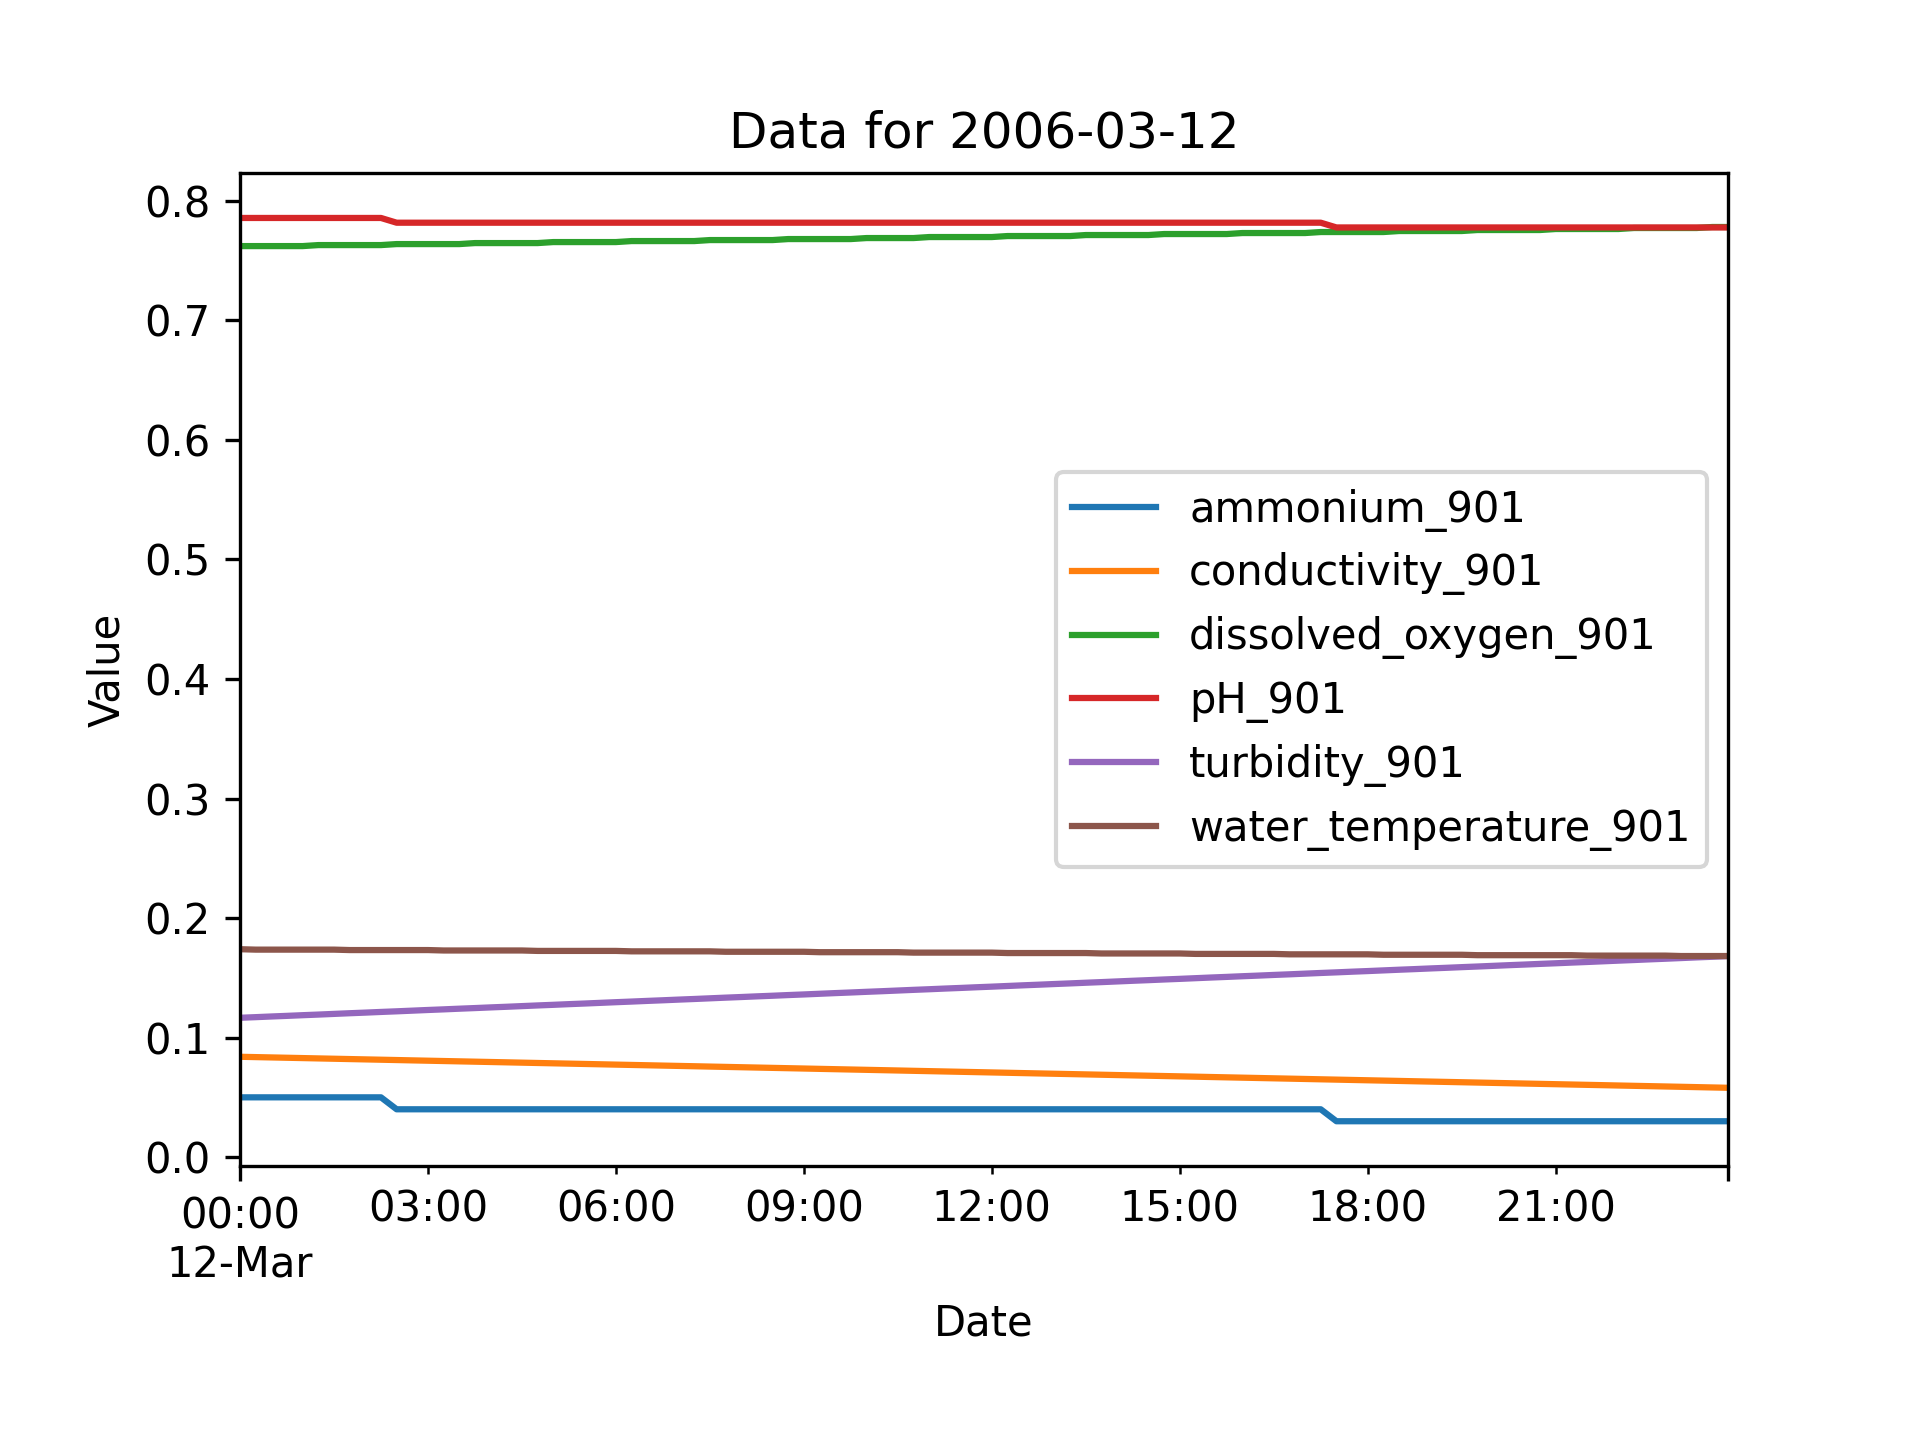 Data for 2006-03-12
0.8
0.7
0.6
0.5
0.4
0.3
0.2
0.1
0.0
Value
ammonium_901
conductivity_901
dissolved_oxygen_901
pH_901
turbidity_901
water_temperature_901
00:00 03:00 06:00 09:00 12:00 15:00 18:00 21:00
12-Mar
Date